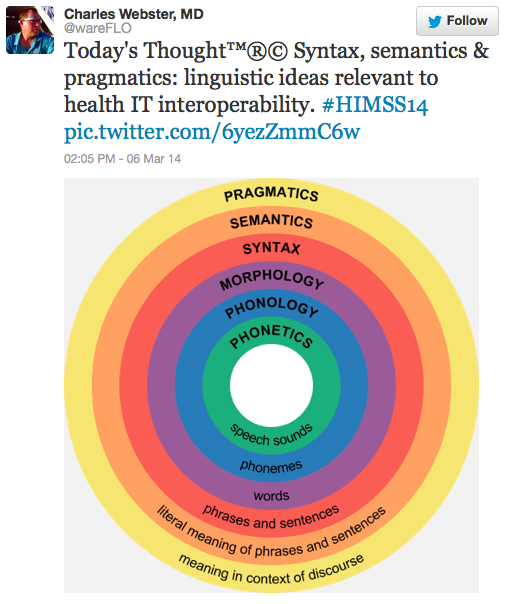 Charles Webster, MD
@wareFLO
Follow
Today's Thought™®© Syntax, semantics &
pragmatics: linguistic ideas relevant to
health IT interoperability. #HIMSS14
pic.twitter.com/6yezZmmC6w
02:05 PM - 06 Mar 14
PRAGMATICS
SEMANTICS
SYNTAX
MORPHOLOGY
PHONOLOGY
PHONETICS
speech sounds
phonemes
words
phrases and sentences
literal meaning of phrases and sentences
meaning in context of discourse